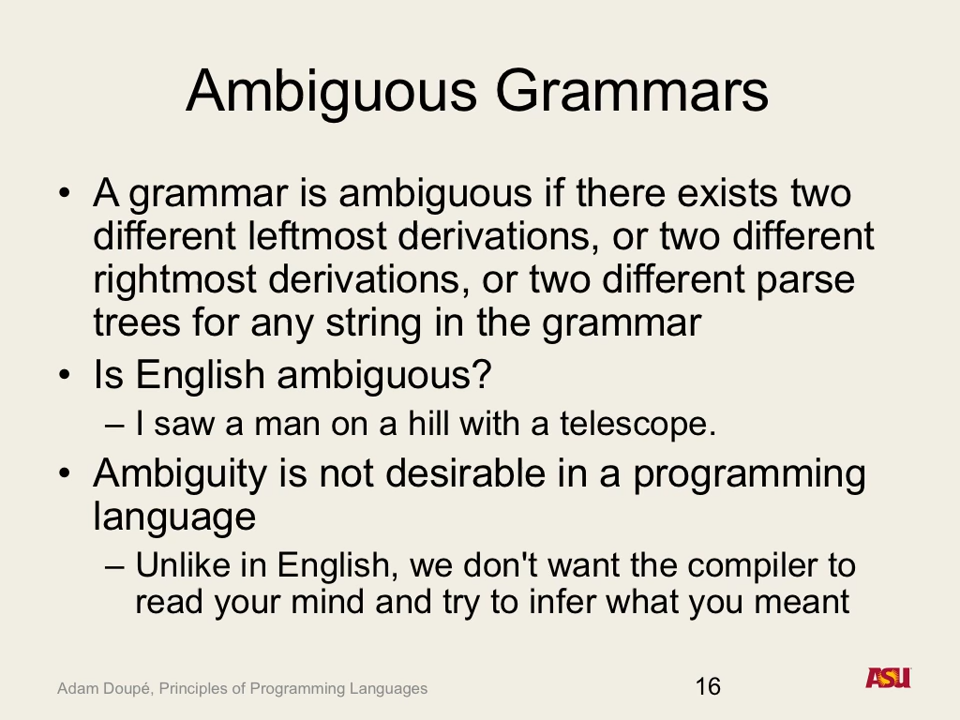 Ambiguous Grammars
• A grammar is ambiguous if there exists two
different leftmost derivations, or two different
rightmost derivations, or two different parse
trees for any string in the grammar
• Is English ambiguous?
– I saw a man on a hill with a telescope.
• Ambiguity is not desirable in a programming
language
– Unlike in English, we don't want the compiler to
read your mind and try to infer what you meant
Adam Doupé, Principles of Programming Languages
16
ASU